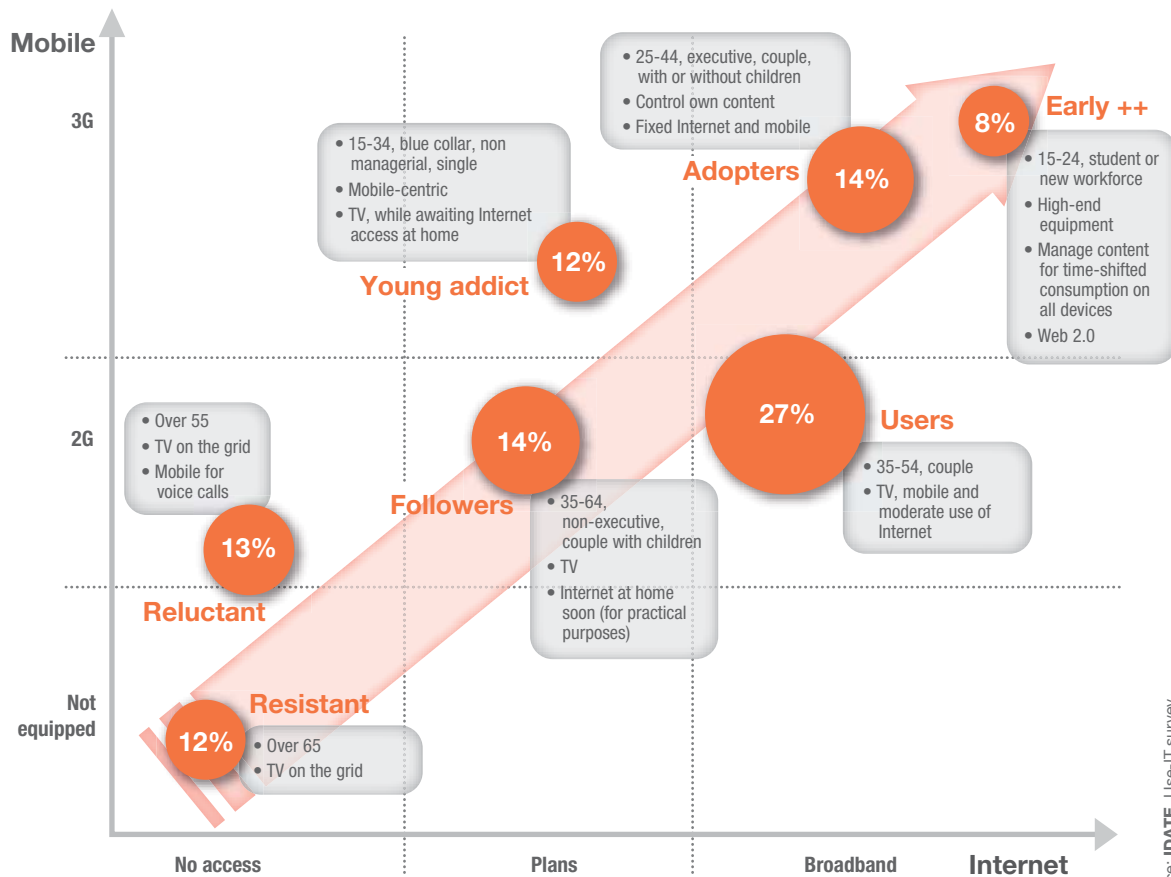 Mobile
3G
2G
Not
equipped
• 25-44, executive, couple,
with or without children
• Control own content
• Fixed Internet and mobile
Adopters
14%
8%
Early ++
• 15-24, student or
new workforce
• High-end
equipment
• Manage content
for time-shifted
consumption on
all devices
• Web 2.0
• 15-34, blue collar, non
managerial, single
• Mobile-centric
• TV, while awaiting Internet
access at home
Young addict
12%
• Over 55
• TV on the grid
• Mobile for
voice calls
13%
Reluctant
14%
Followers
• 35-64,
non-executive,
couple with children
• TV
• Internet at home
soon (for practical
purposes)
27%
Users
• 35-54, couple
• TV, mobile and
moderate use of
Internet
Resistant
12%
• Over 65
• TV on the grid
No access
Plans
Broadband
Internet
IDATE, Use-IT survey